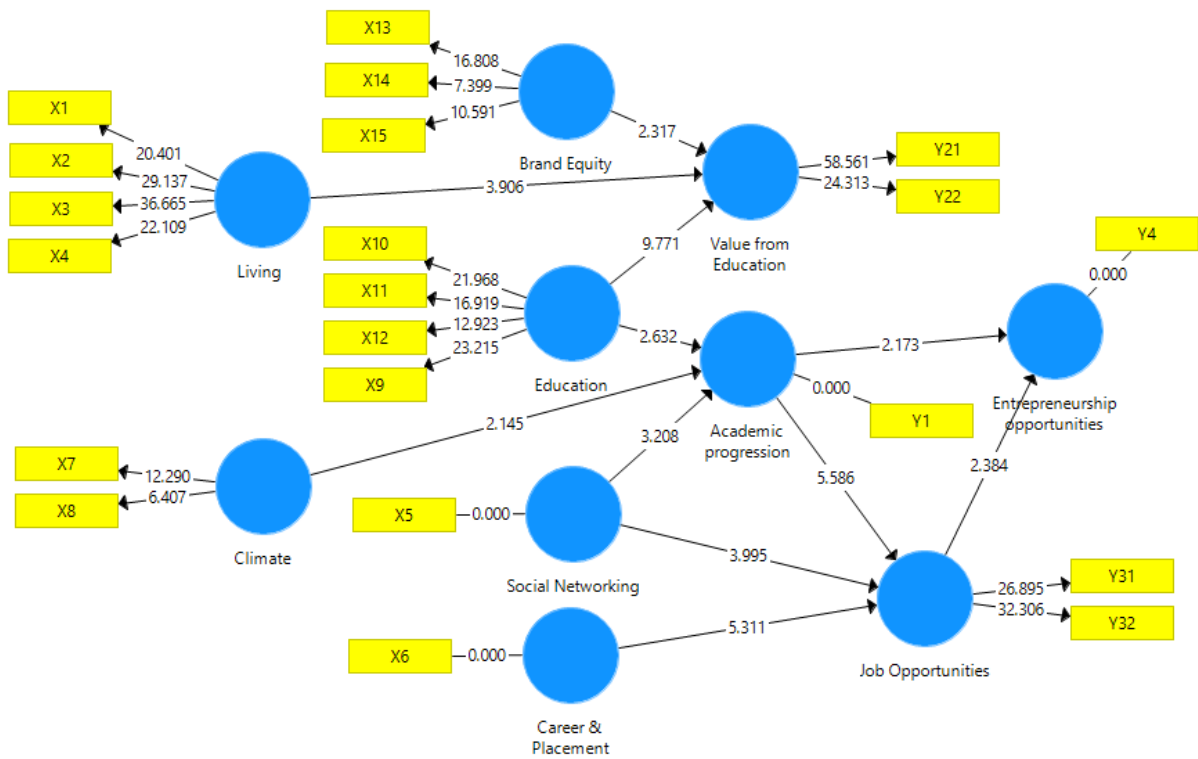 X13
16.808
X14
7.399
X15
10.591
Brand Equity
2.317
X1
20.401
X2
29.137
X3
36.665
X4
22.109
Living
3.906
Y21
58.561
Y22
24.313
Value from
Education
X10
21.968
X11
16.919
X12
12.923
X9
23.215
Education
9.771
2.632
Y4
0.000
Entrepreneurship
opportunities
2.173
0.000
Y1
Academic
progression
X7
12.290
X8
6.407
Climate
2.145
3.208
X5
0.000
Social Networking
3.995
5.586
2.384
X6
0.000
Career &
Placement
5.311
Y31
26.895
Y32
32.306
Job Opportunities